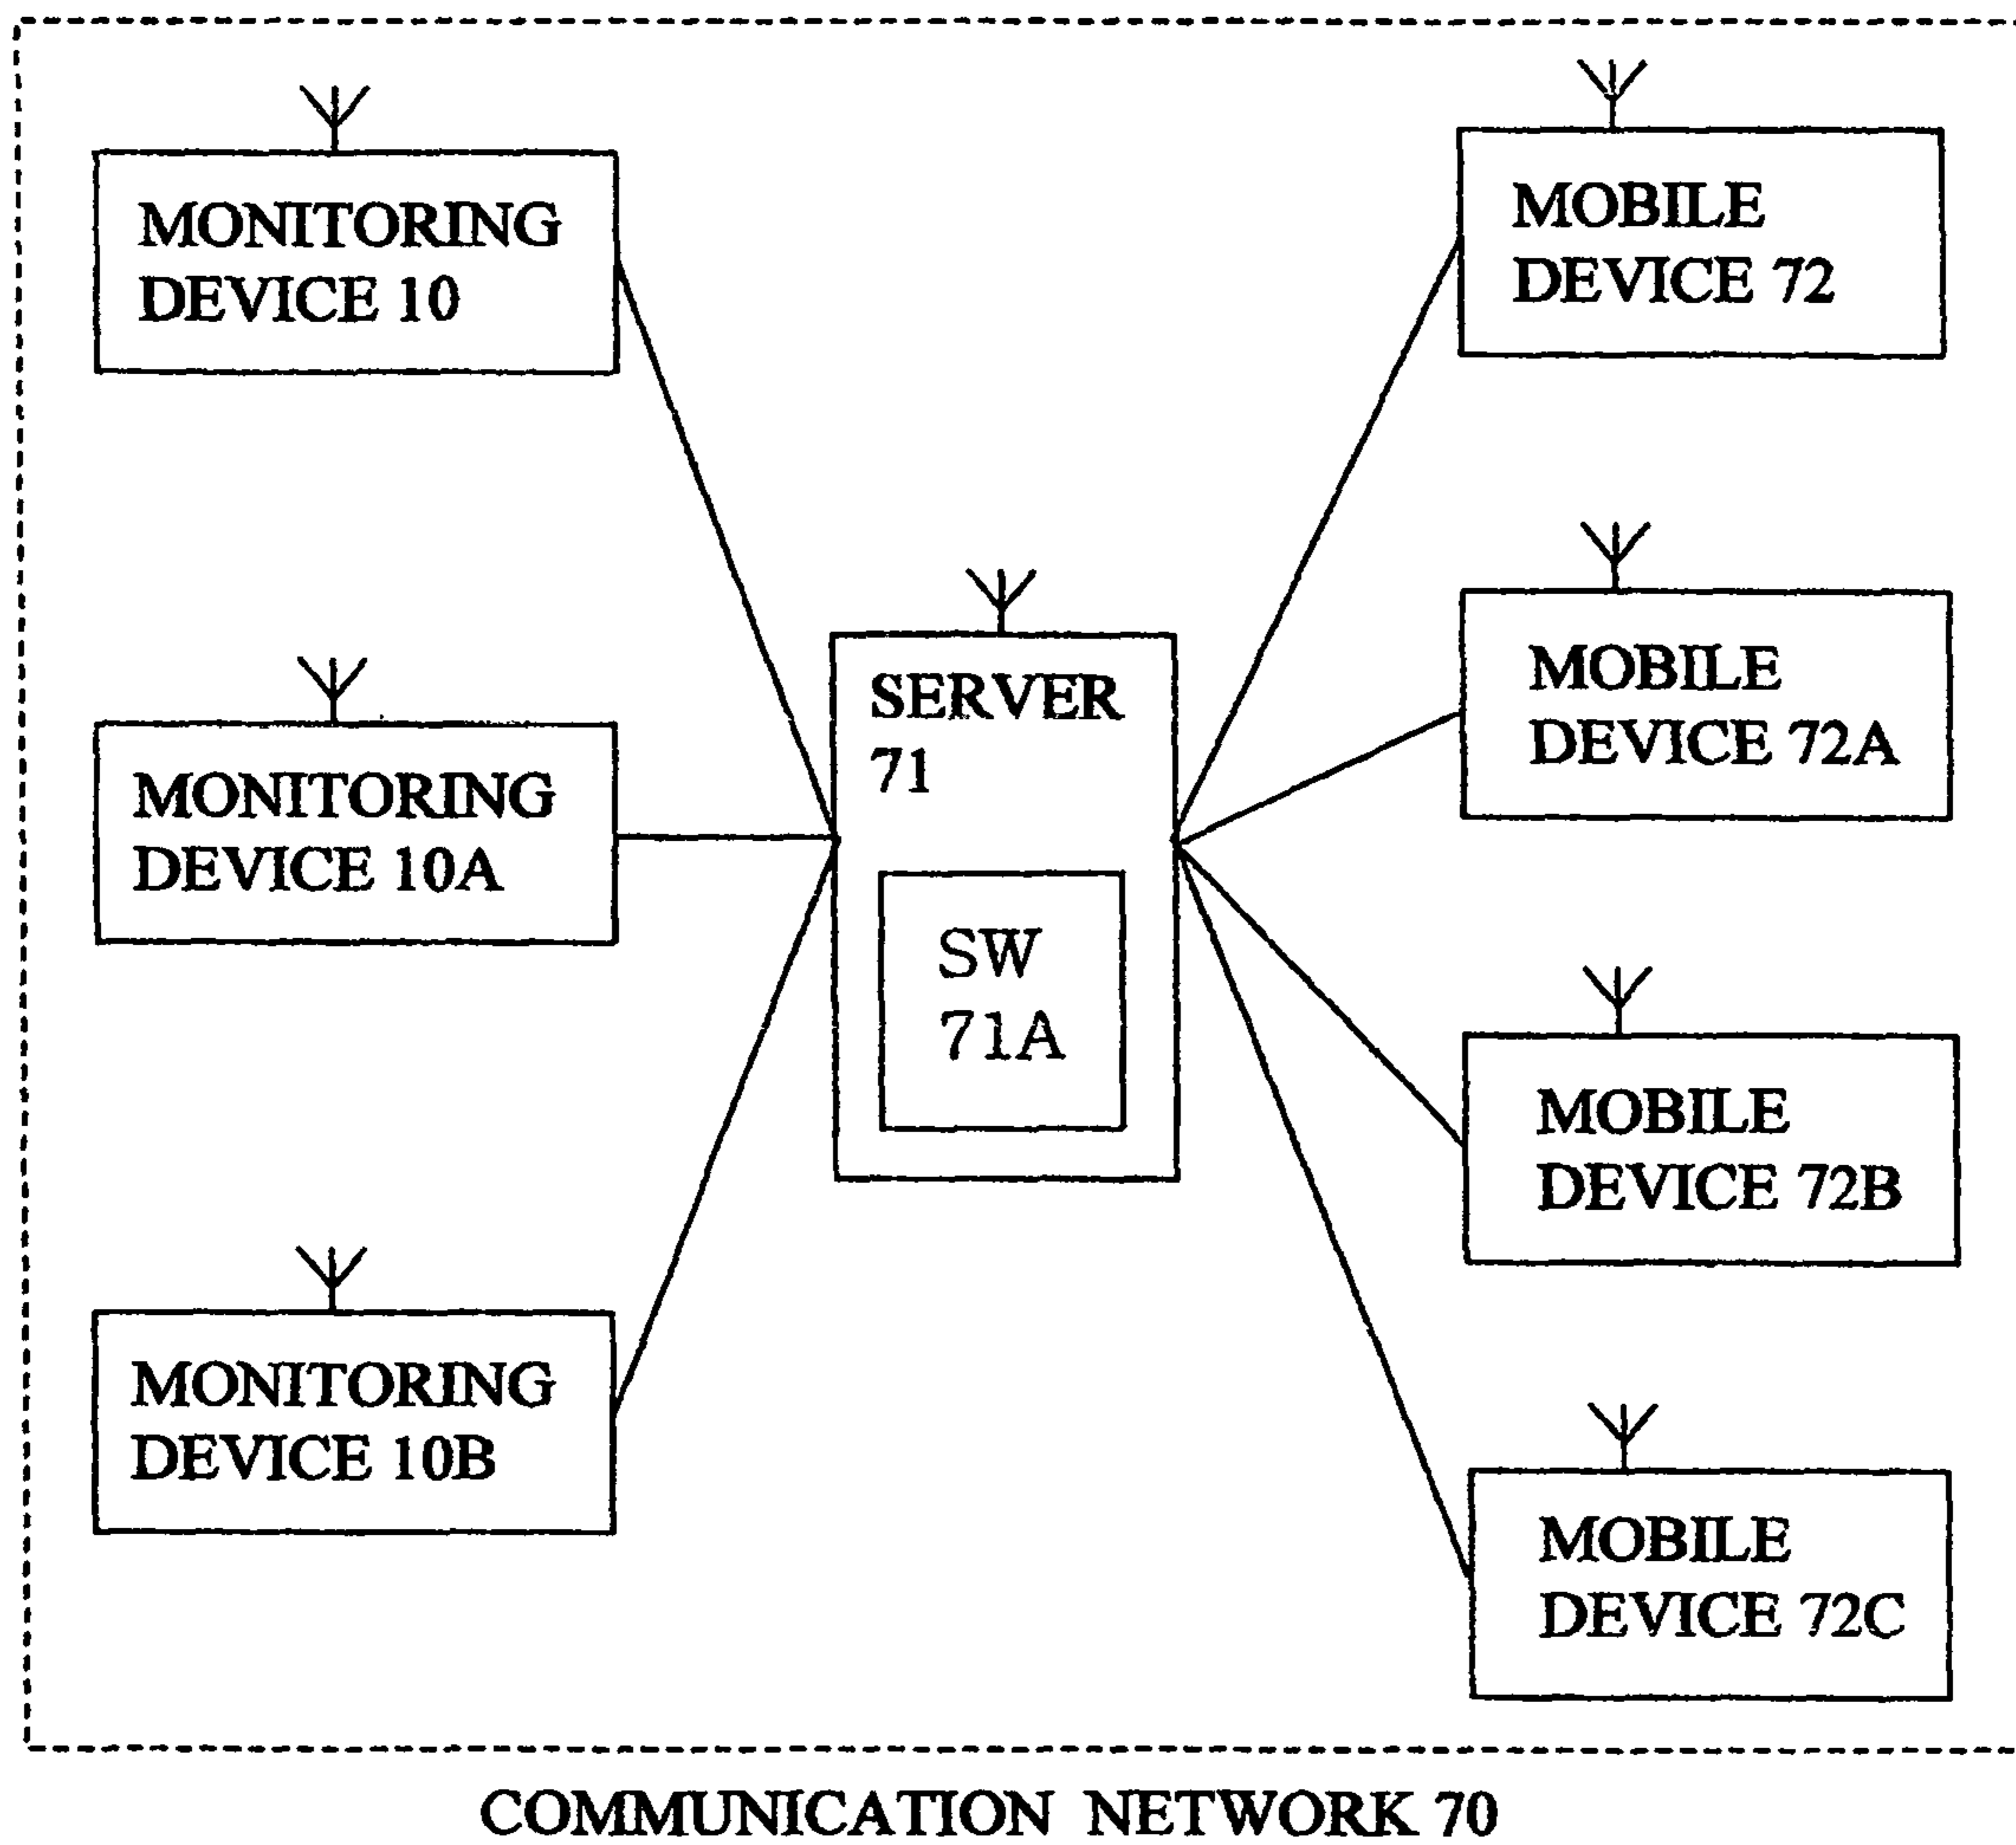 MONITORING
DEVICE 10
MONITORING
DEVICE 10A
MONITORING
DEVICE 10B
SERVER
71
SW
71A
MOBILE
DEVICE 72
MOBILE
DEVICE 72A
MOBILE
DEVICE 72B
MOBILE
DEVICE 72C
COMMUNICATION NETWORK 70